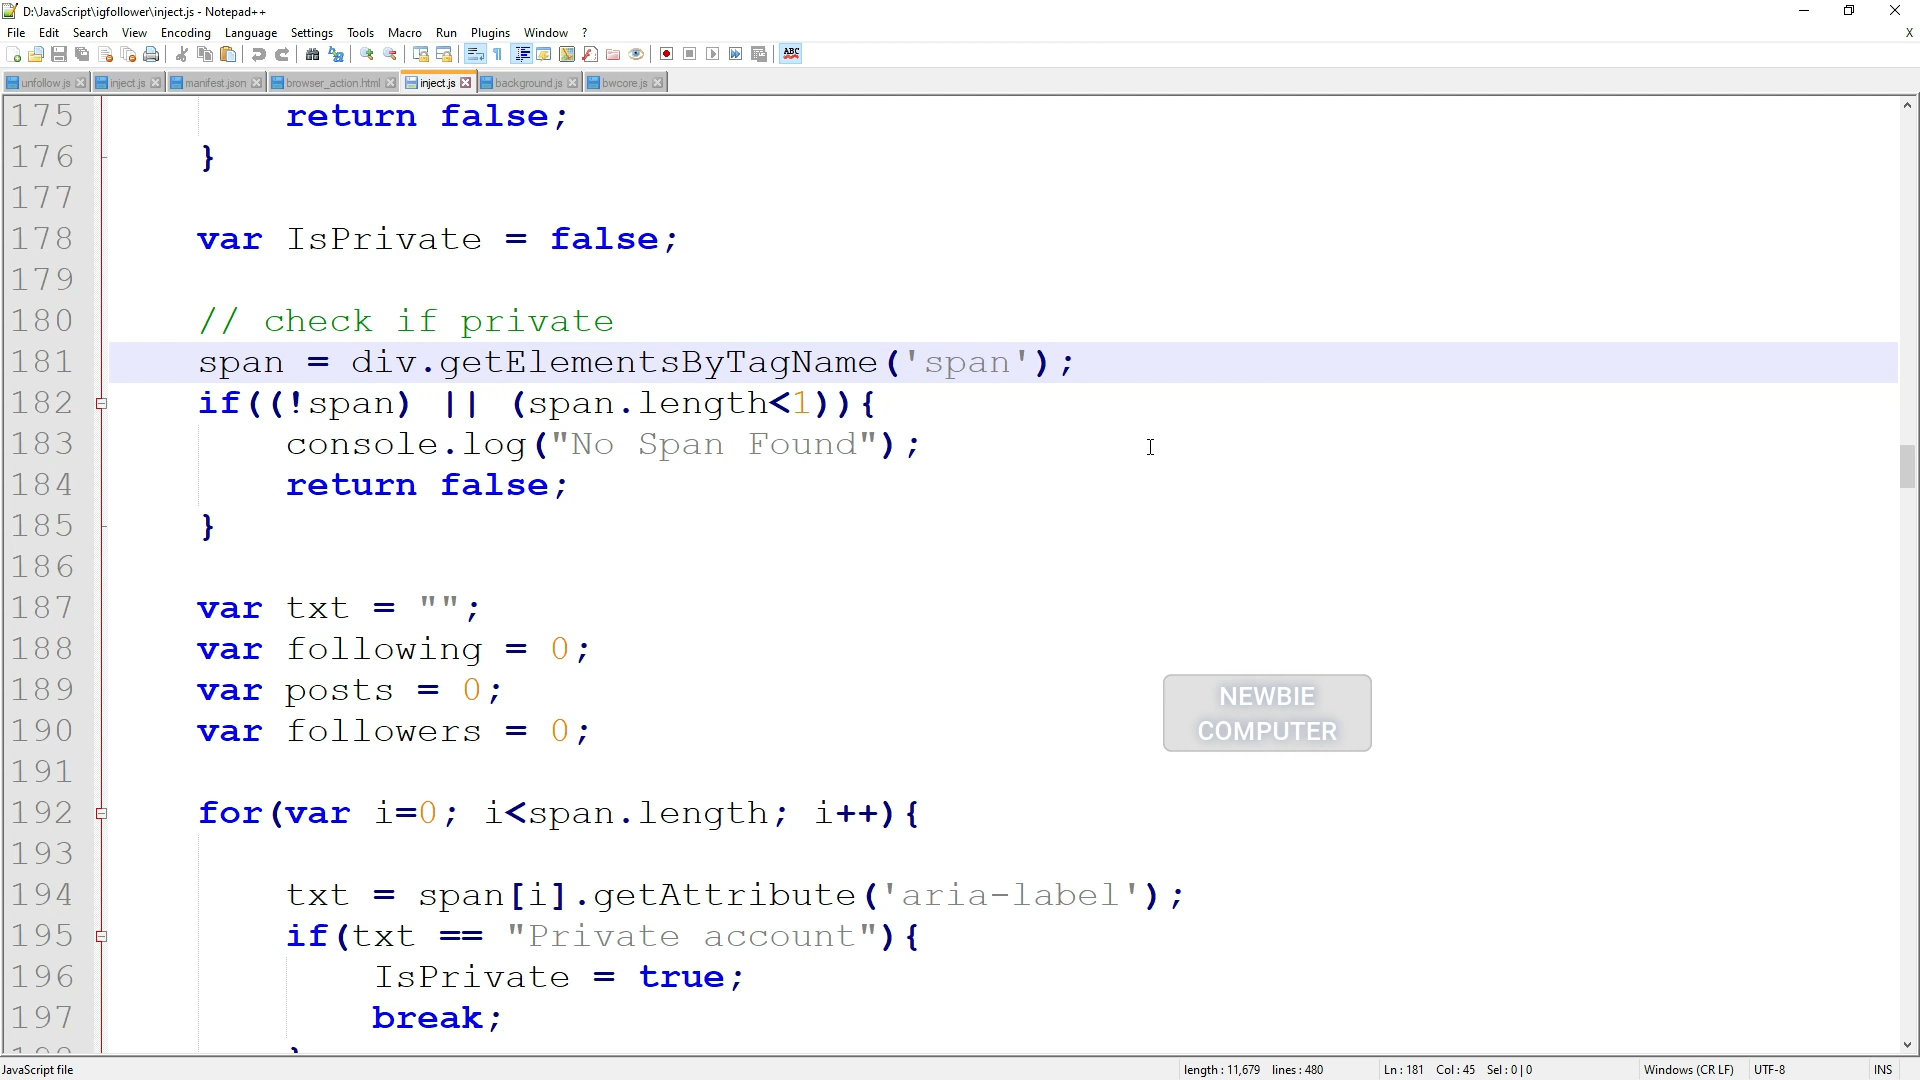 D:\JavaScript\igfollower\inject.js - Notepad++
File Edit Search View Encoding Language Settings Tools Macro Run Plugins Window ? X
ABC
unfollow.js inject.js manifest.json browser_action.html inject.js background.js bwcore.js
175 return false;
176 }
177
178 var IsPrivate = false;
179
180 // check if private
181 span = div.getElementsByTagName('span');
182 if((!span) || (span.length<1)){
183 console.log("No Span Found");
184 return false;
185 }
186
187 var txt = "";
188 var following = 0;
189 var posts = 0;
190 var followers = 0;
191
192 for(var i=0; i<span.length; i++){
193
194 txt = span[i].getAttribute('aria-label');
195 if(txt == "Private account"){
196 IsPrivate = true;
197 break;
NEWBIE
COMPUTER
JavaScript file length : 11,679 lines : 480 Ln : 181 Col : 45 Sel : 0 | 0 Windows (CR LF) UTF-8 INS